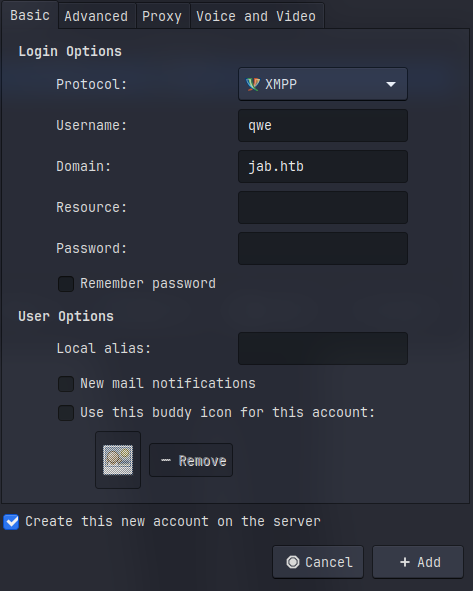 Basic Advanced Proxy Voice and Video
Login Options
Protocol: XMPP
Username: qwe
Domain: jab.htb
Resource:
Password:
Remember password
User Options
Local alias:
New mail notifications
Use this buddy icon for this account:
Remove
Create this new account on the server
Cancel Add